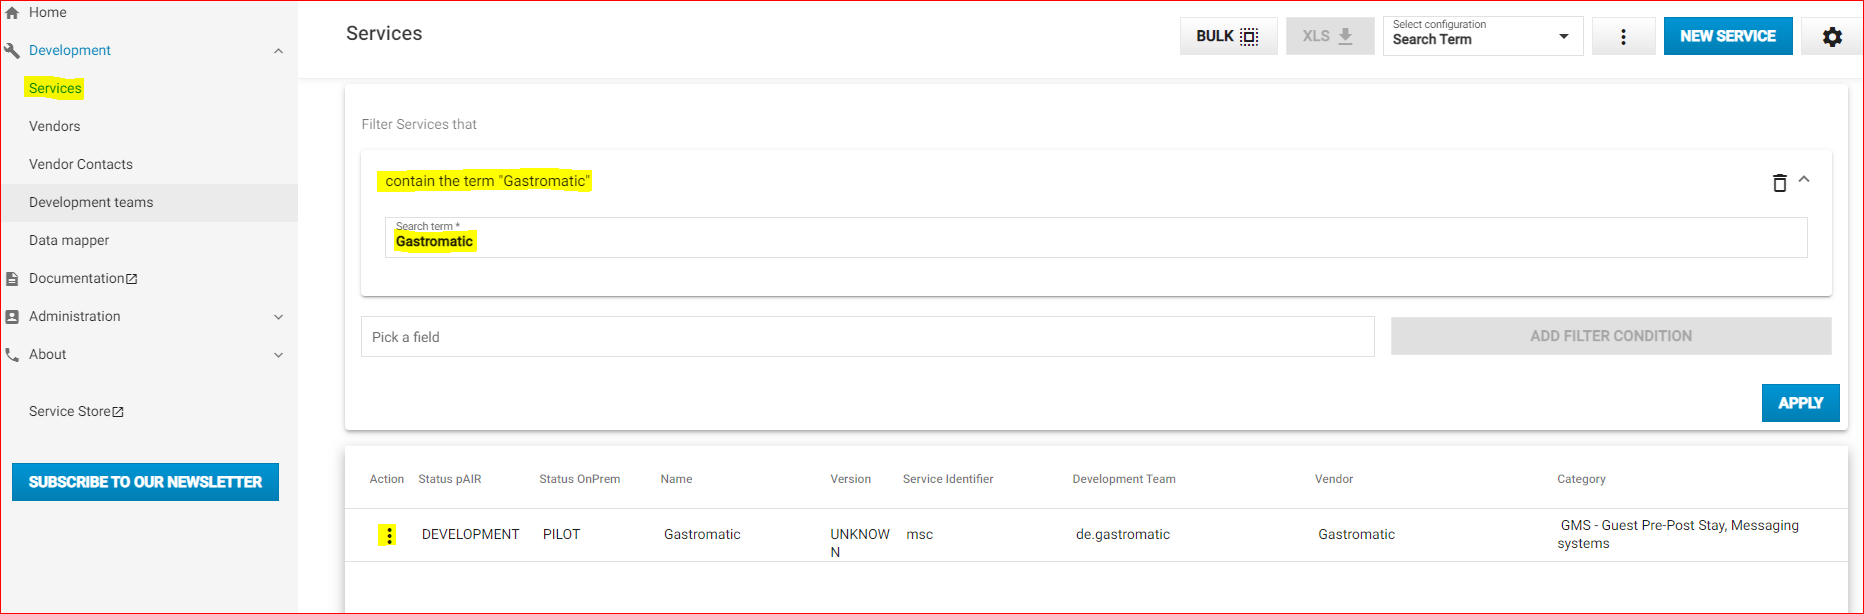 Home
Development
Services
Vendors
Vendor Contacts
Development teams
Data mapper
Documentation
Administration
About
Service Store
SUBSCRIBE TO OUR NEWSLETTER
Services
BULK
XLS
Select configuration
Search Term
NEW SERVICE
Filter Services that
contain the term "Gastromatic"
Search term *
Gastromatic
Pick a field
ADD FILTER CONDITION
APPLY
Action Status pAIR Status OnPrem Name Version Service Identifier Development Team Vendor Category
DEVELOPMENT PILOT Gastromatic UNKNOW msc de.gastromatic Gastromatic GMS - Guest Pre-Post Stay, Messaging
N systems